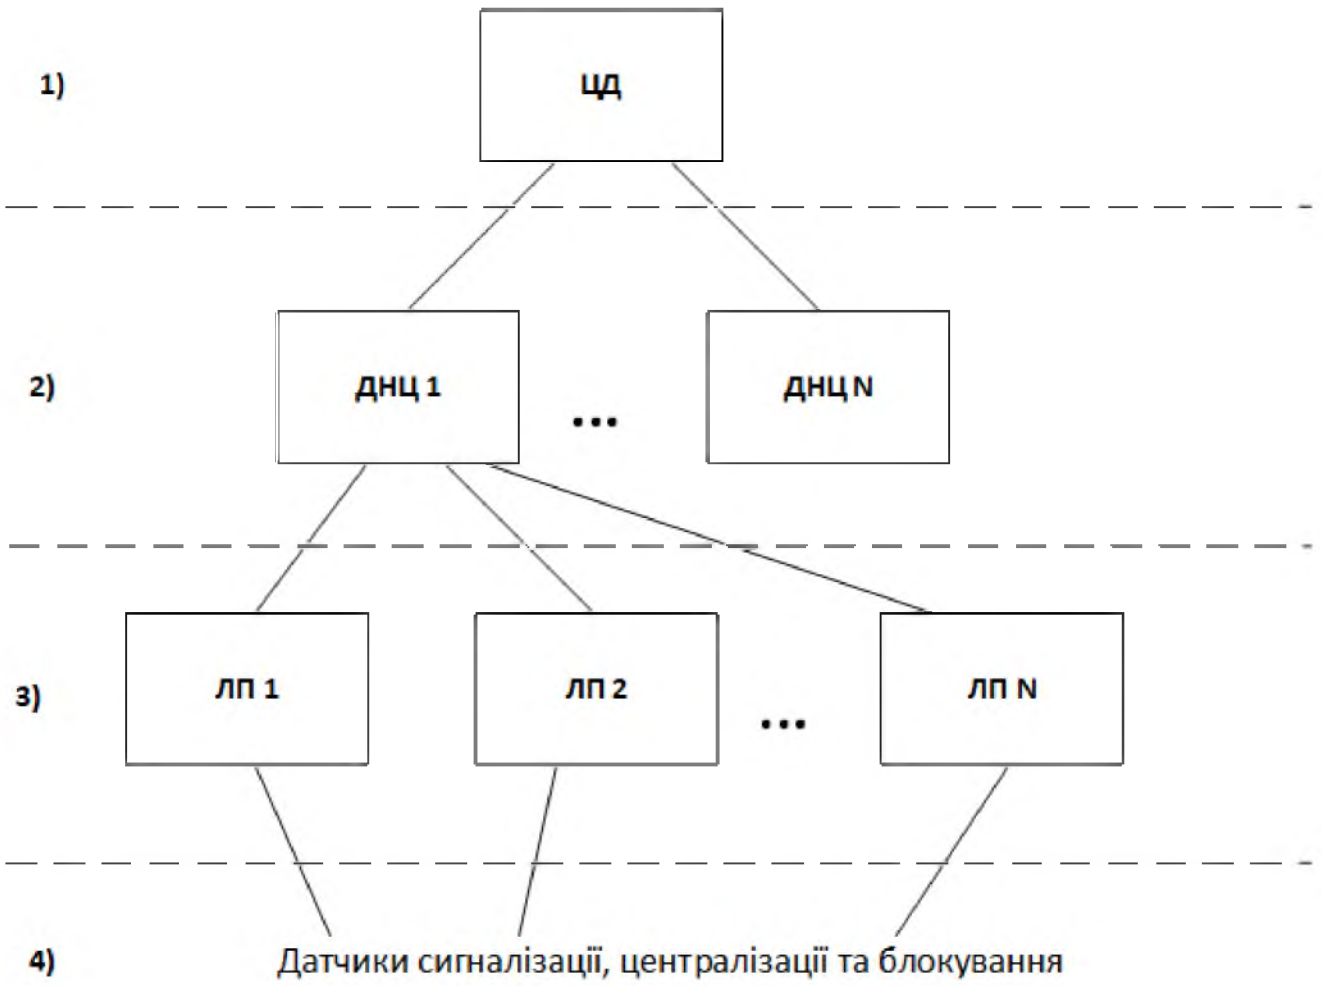 1)
ЦД
2)
ДНЦ 1
...
ДНЦ N
3)
ЛП 1
ЛП 2
...
ЛП N
4)
Датчики сигналізації, централізації та блокування